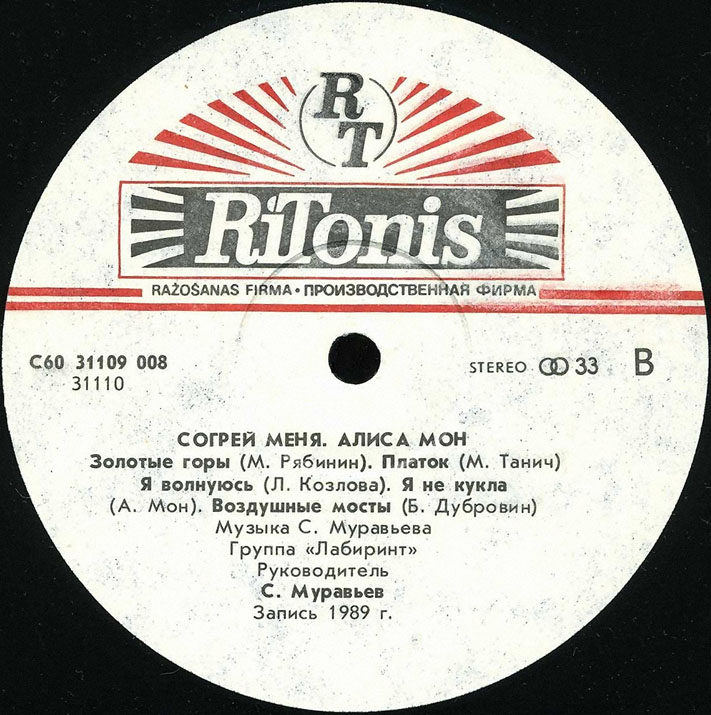 RT
RiTonis
RAŽOŠANAS FIRMA • ПРОИЗВОДСТВЕННАЯ ФИРМА
С60 31109 008
31110
STEREO 33 B
СОГРЕЙ МЕНЯ. АЛИСА МОН
Золотые горы (М. Рябинин). Платок (М. Танич)
Я волнуюсь (Л. Козлова). Я не кукла
(А. Мон). Воздушные мосты (Б. Дубровин)
Музыка С. Муравьева
Группа «Лабиринт»
Руководитель
С. Муравьев
Запись 1989 г.